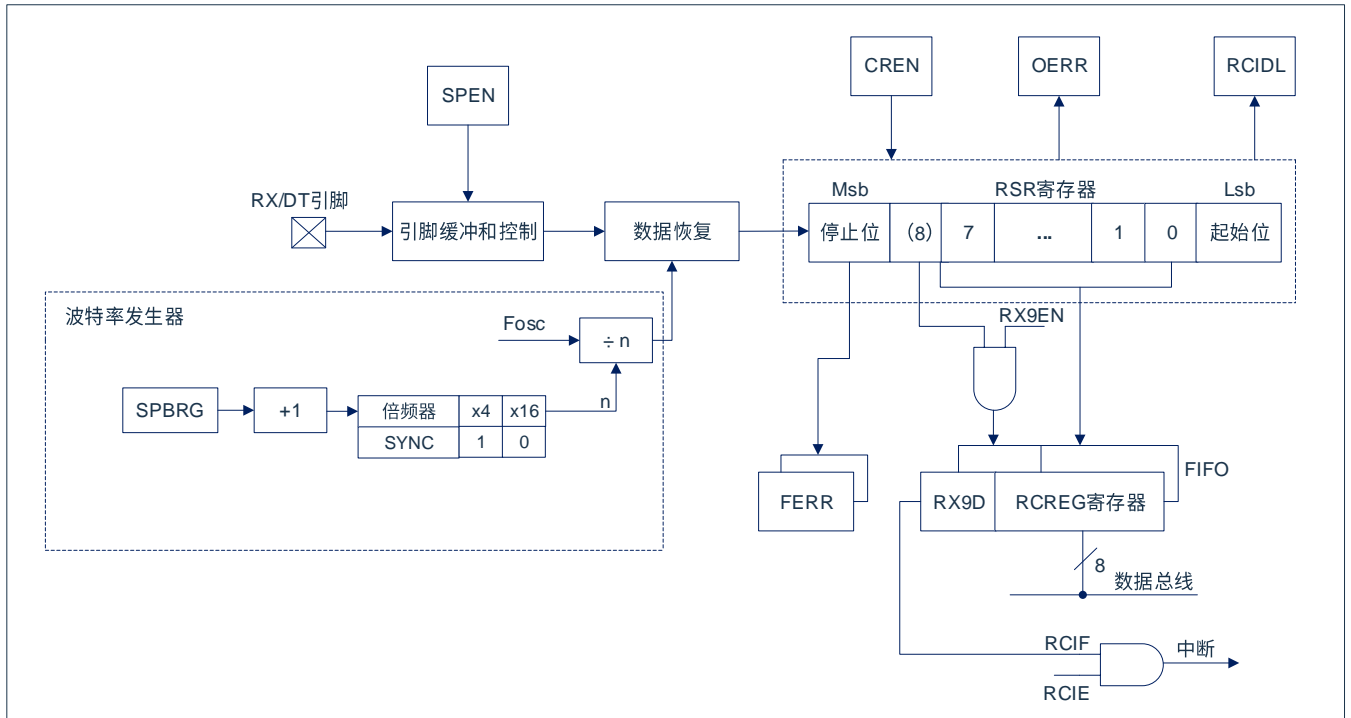 CREN
OERR
RCIDL
SPEN
Msb
RSR寄存器
Lsb
RX/DT引脚
引脚缓冲和控制
数据恢复
停止位
(8)
7
...
1
0
起始位
波特率发生器
Fosc
÷ n
RX9EN
SPBRG
+1
倍频器 x4 x16
n
SYNC 1 0
FIFO
FERR
RX9D
RCREG寄存器
8
数据总线
RCIF
中断
RCIE